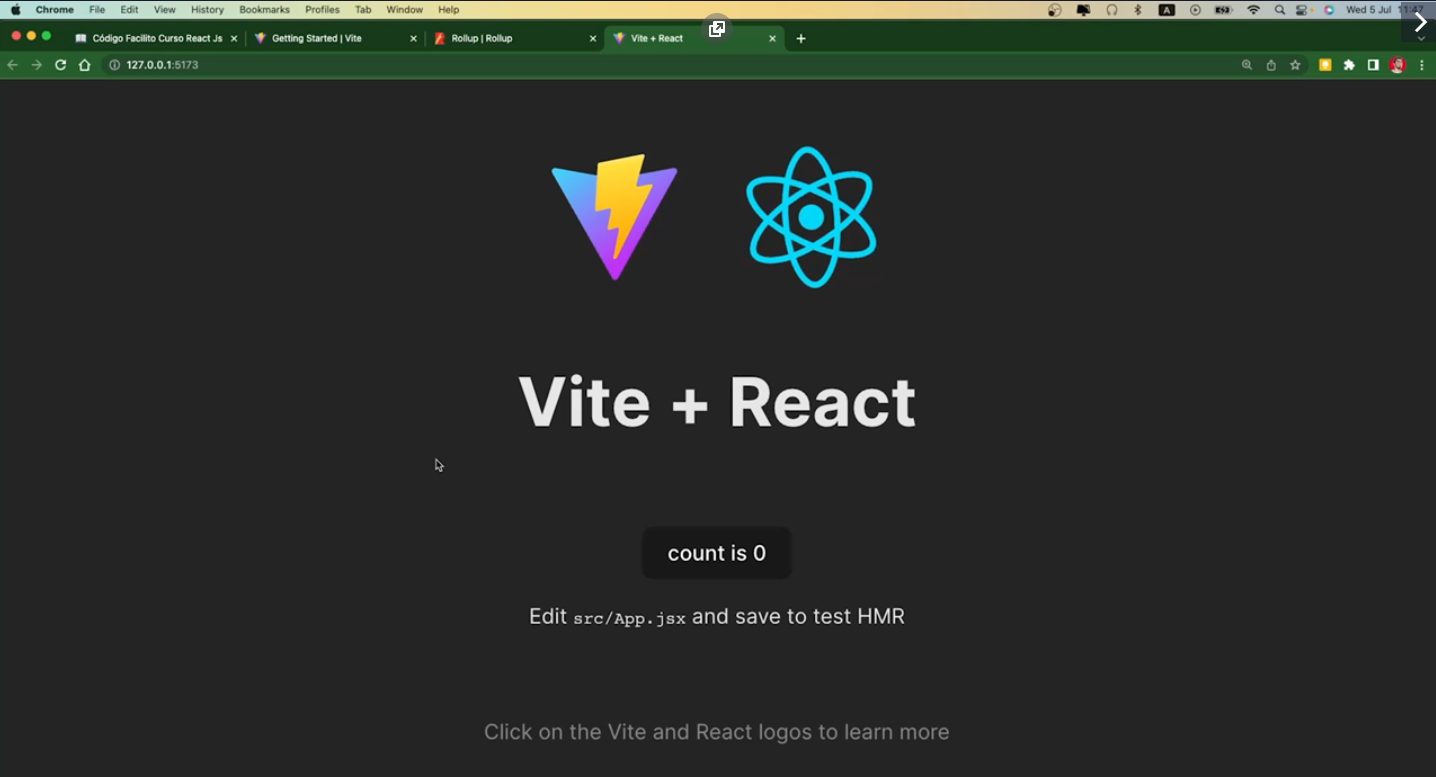 Chrome File Edit View History Bookmarks Profiles Tab Window Help A Wed 5 Jul 11:47
Código Facilito Curso React Js Getting Started | Vite Rollup | Rollup Vite + React
127.0.0.1:5173
Vite + React
count is 0
Edit src/App.jsx and save to test HMR
Click on the Vite and React logos to learn more